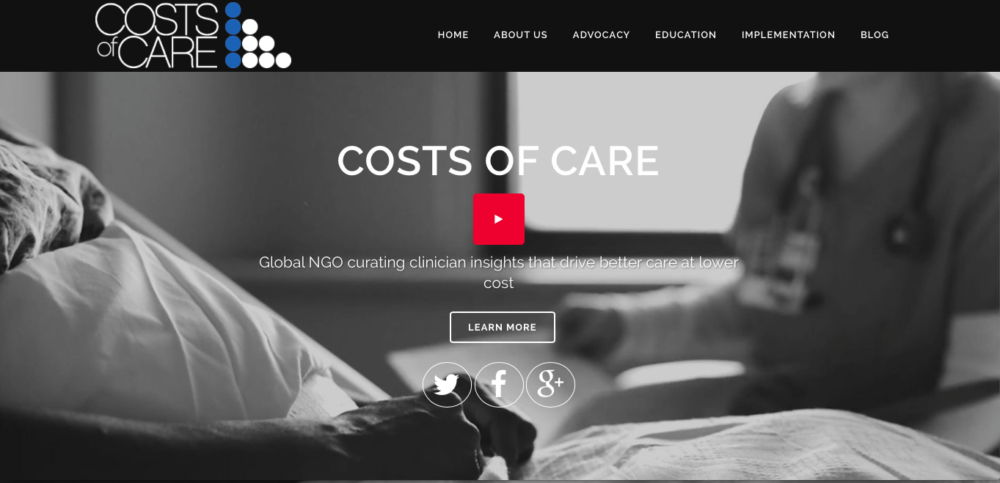 COSTS
of CARE
HOME ABOUT US ADVOCACY EDUCATION IMPLEMENTATION BLOG
COSTS OF CARE
Global NGO curating clinician insights that drive better care at lower
cost
LEARN MORE
g+